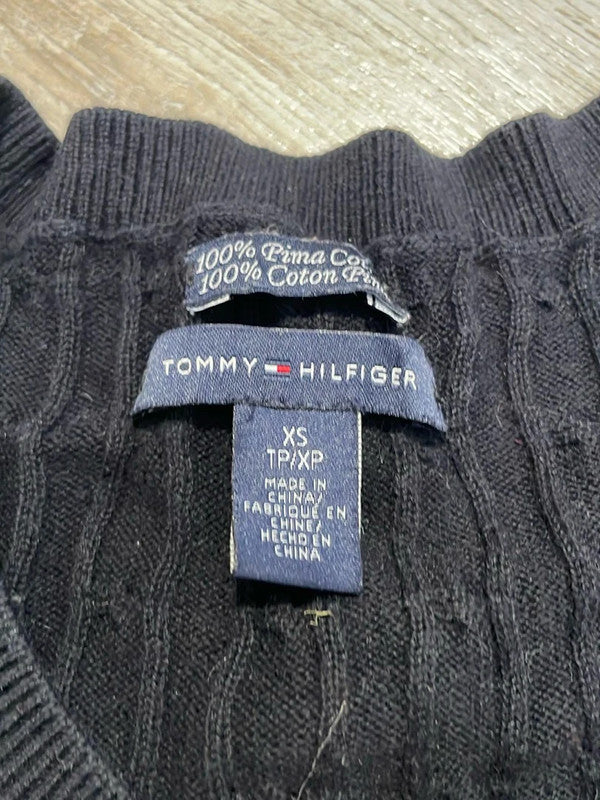 100% Pima Co
100% Coton Pim
TOMMY HILFIGER
XS
TP/XP
MADE IN
CHINA/
FABRIQUÉ EN
CHINE/
HECHO EN
CHINA